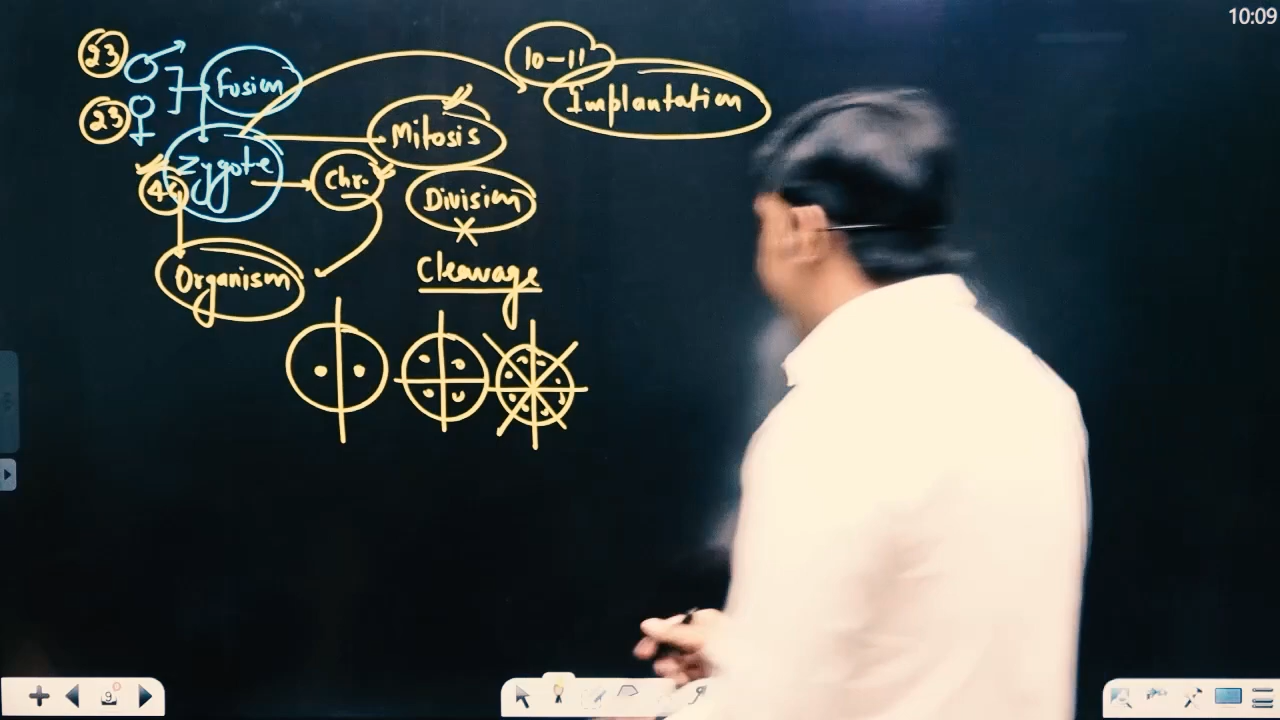 10:09
23 ♂
Fusion
10-11
Implantation
23 ♀
Mitosis
Zygote
46
Chr.
Division
×
Organism
Cleavage
9